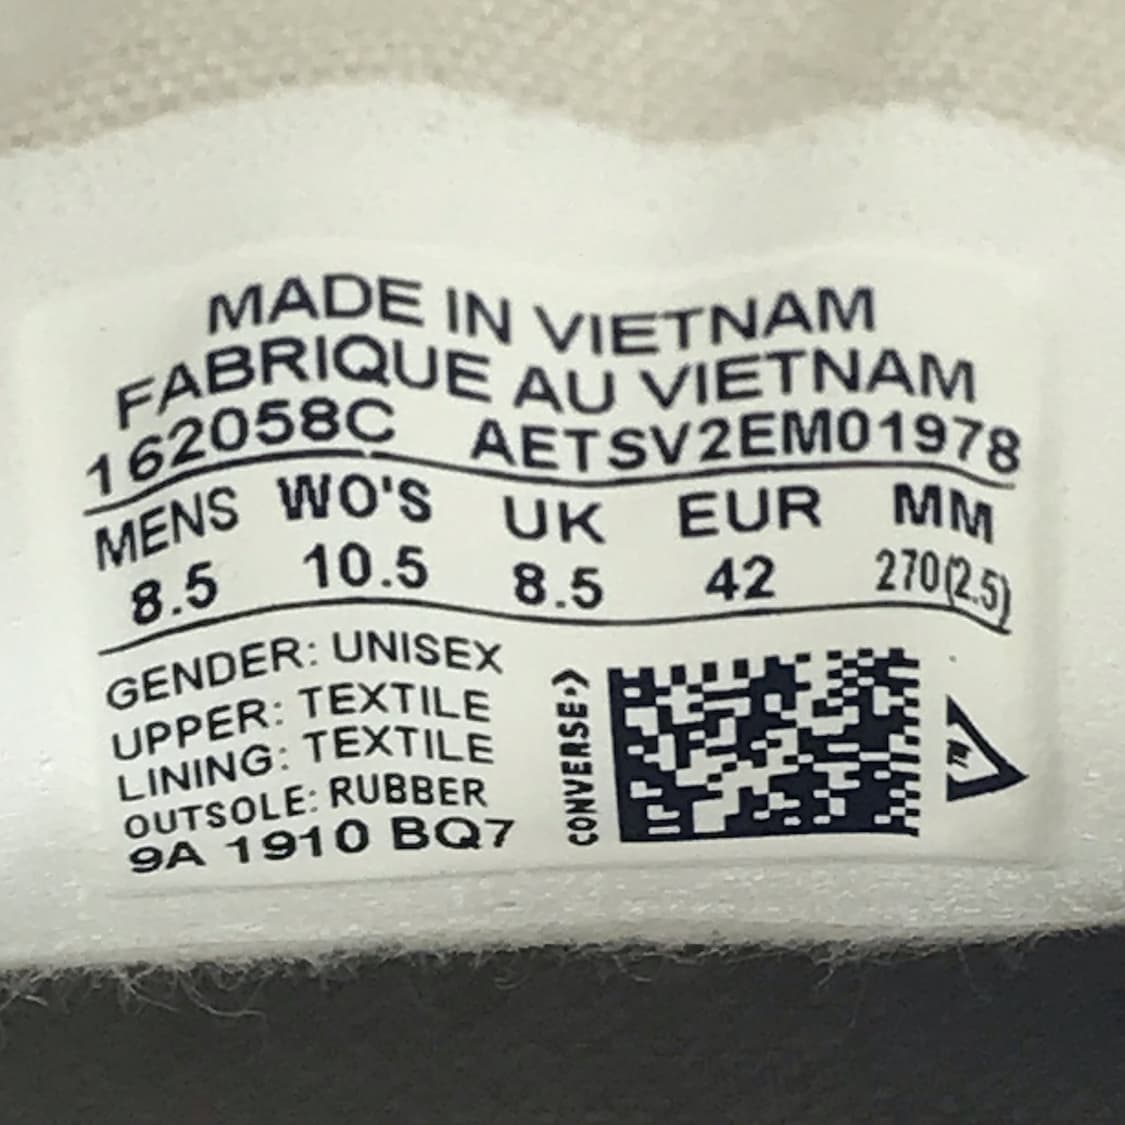 MADE IN VIETNAM
FABRIQUE AU VIETNAM
162058C AETSV2EM01978
MENS WO'S UK EUR MM
8.5 10.5 8.5 42 270(2.5)
GENDER: UNISEX
UPPER: TEXTILE
LINING: TEXTILE
OUTSOLE: RUBBER
9A 1910 BQ7
CONVERSE
TM